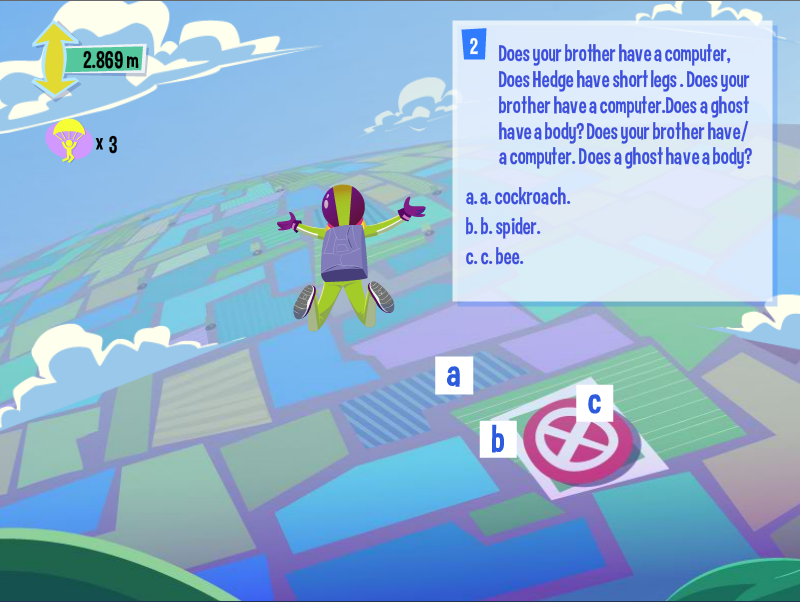 2.869 m
x 3
2
Does your brother have a computer,
Does Hedge have short legs . Does your
brother have a computer.Does a ghost
have a body? Does your brother have/
a computer. Does a ghost have a body?
a. a. cockroach.
b. b. spider.
c. c. bee.
a
c
b